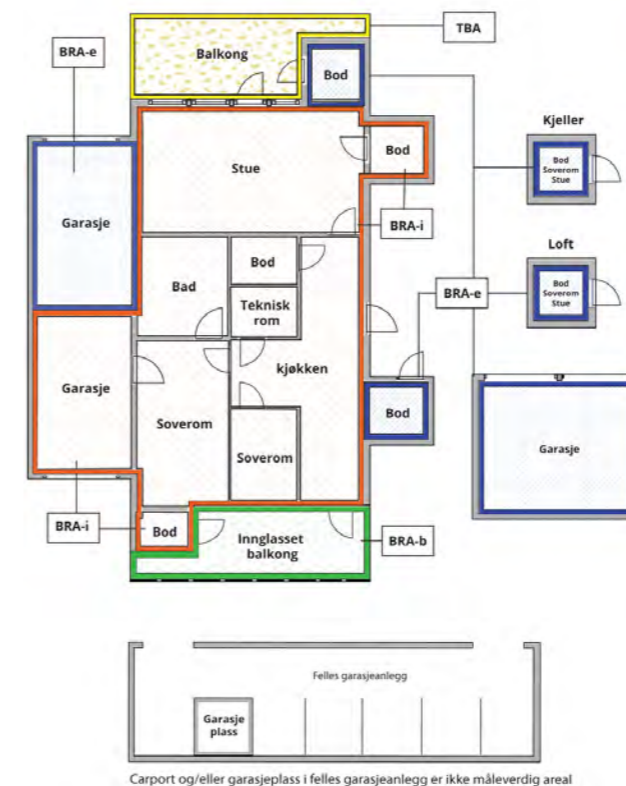 TBA
BRA-e
Balkong
Bod
Kjeller
Bod
Soverom
Stue
Stue
Bod
Garasje
BRA-i
Loft
Bod
Bad
Bod
Soverom
Stue
BRA-e
Teknisk
rom
kjøkken
Garasje
Bod
Soverom
Garasje
Soverom
BRA-i
Bod
Innglasset
balkong
BRA-b
Felles garasjeanlegg
Garasje
plass
Carport og/eller garasjeplass i felles garasjeanlegg er ikke måleverdig areal